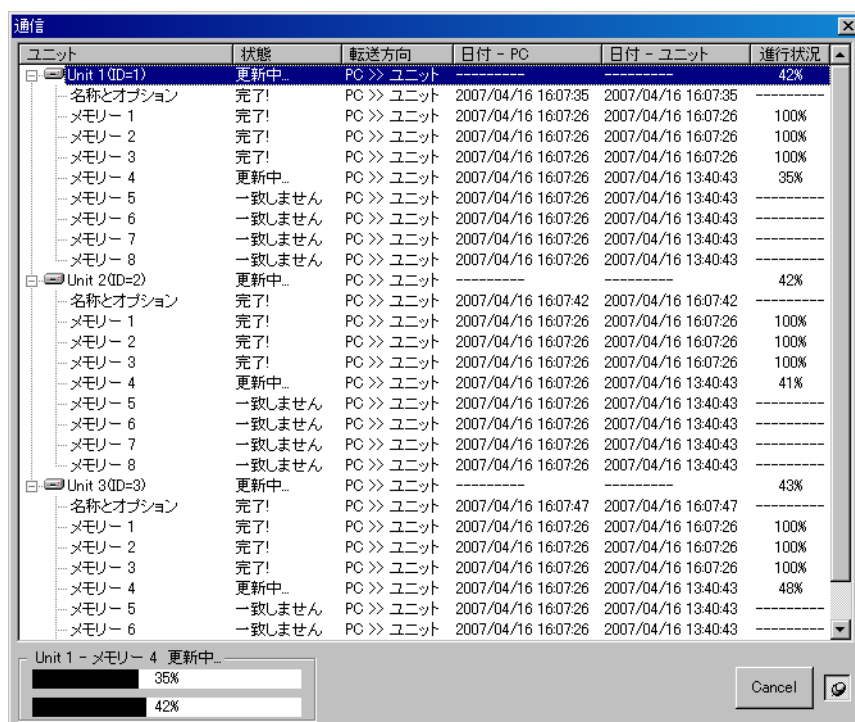 通信
ユニット 状態 転送方向 日付 - PC 日付 - ユニット 進行状況
Unit 1(ID=1) 更新中... PC >> ユニット --------- --------- 42%
名称とオプション 完了! PC >> ユニット 2007/04/16 16:07:35 2007/04/16 16:07:35 ---------
メモリー 1 完了! PC >> ユニット 2007/04/16 16:07:26 2007/04/16 16:07:26 100%
メモリー 2 完了! PC >> ユニット 2007/04/16 16:07:26 2007/04/16 16:07:26 100%
メモリー 3 完了! PC >> ユニット 2007/04/16 16:07:26 2007/04/16 16:07:26 100%
メモリー 4 更新中... PC >> ユニット 2007/04/16 16:07:26 2007/04/16 13:40:43 35%
メモリー 5 一致しません PC >> ユニット 2007/04/16 16:07:26 2007/04/16 13:40:43 ---------
メモリー 6 一致しません PC >> ユニット 2007/04/16 16:07:26 2007/04/16 13:40:43 ---------
メモリー 7 一致しません PC >> ユニット 2007/04/16 16:07:26 2007/04/16 13:40:43 ---------
メモリー 8 一致しません PC >> ユニット 2007/04/16 16:07:26 2007/04/16 13:40:43 ---------
Unit 2(ID=2) 更新中... PC >> ユニット --------- --------- 42%
名称とオプション 完了! PC >> ユニット 2007/04/16 16:07:42 2007/04/16 16:07:42 ---------
メモリー 1 完了! PC >> ユニット 2007/04/16 16:07:26 2007/04/16 16:07:26 100%
メモリー 2 完了! PC >> ユニット 2007/04/16 16:07:26 2007/04/16 16:07:26 100%
メモリー 3 完了! PC >> ユニット 2007/04/16 16:07:26 2007/04/16 16:07:26 100%
メモリー 4 更新中... PC >> ユニット 2007/04/16 16:07:26 2007/04/16 13:40:43 41%
メモリー 5 一致しません PC >> ユニット 2007/04/16 16:07:26 2007/04/16 13:40:43 ---------
メモリー 6 一致しません PC >> ユニット 2007/04/16 16:07:26 2007/04/16 13:40:43 ---------
メモリー 7 一致しません PC >> ユニット 2007/04/16 16:07:26 2007/04/16 13:40:43 ---------
メモリー 8 一致しません PC >> ユニット 2007/04/16 16:07:26 2007/04/16 13:40:43 ---------
Unit 3(ID=3) 更新中... PC >> ユニット --------- --------- 43%
名称とオプション 完了! PC >> ユニット 2007/04/16 16:07:47 2007/04/16 16:07:47 ---------
メモリー 1 完了! PC >> ユニット 2007/04/16 16:07:26 2007/04/16 16:07:26 100%
メモリー 2 完了! PC >> ユニット 2007/04/16 16:07:26 2007/04/16 16:07:26 100%
メモリー 3 完了! PC >> ユニット 2007/04/16 16:07:26 2007/04/16 16:07:26 100%
メモリー 4 更新中... PC >> ユニット 2007/04/16 16:07:26 2007/04/16 13:40:43 48%
メモリー 5 一致しません PC >> ユニット 2007/04/16 16:07:26 2007/04/16 13:40:43 ---------
メモリー 6 一致しません PC >> ユニット 2007/04/16 16:07:26 2007/04/16 13:40:43 ---------
Unit 1 - メモリー 4 更新中...
35%
42%
Cancel